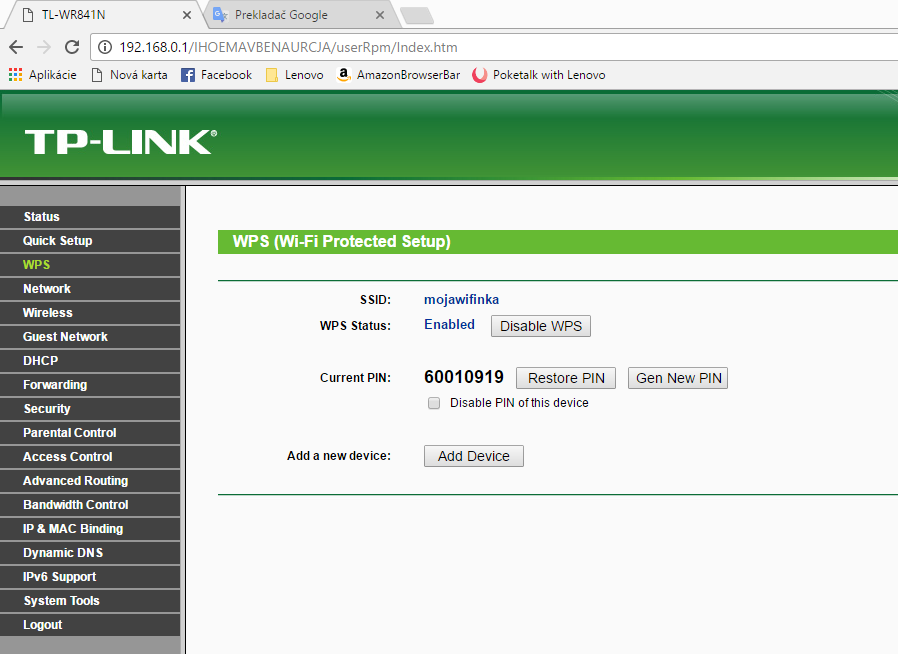 TL-WR841N
Prekladač Google
192.168.0.1/IHOEMAVBENAURCJA/userRpm/Index.htm
Aplikácie Nová karta Facebook Lenovo AmazonBrowserBar Poketalk with Lenovo
TP-LINK®
Status
Quick Setup
WPS
Network
Wireless
Guest Network
DHCP
Forwarding
Security
Parental Control
Access Control
Advanced Routing
Bandwidth Control
IP & MAC Binding
Dynamic DNS
IPv6 Support
System Tools
Logout
WPS (Wi-Fi Protected Setup)
SSID: mojawifinka
WPS Status: Enabled Disable WPS
Current PIN: 60010919 Restore PIN Gen New PIN
Disable PIN of this device
Add a new device: Add Device